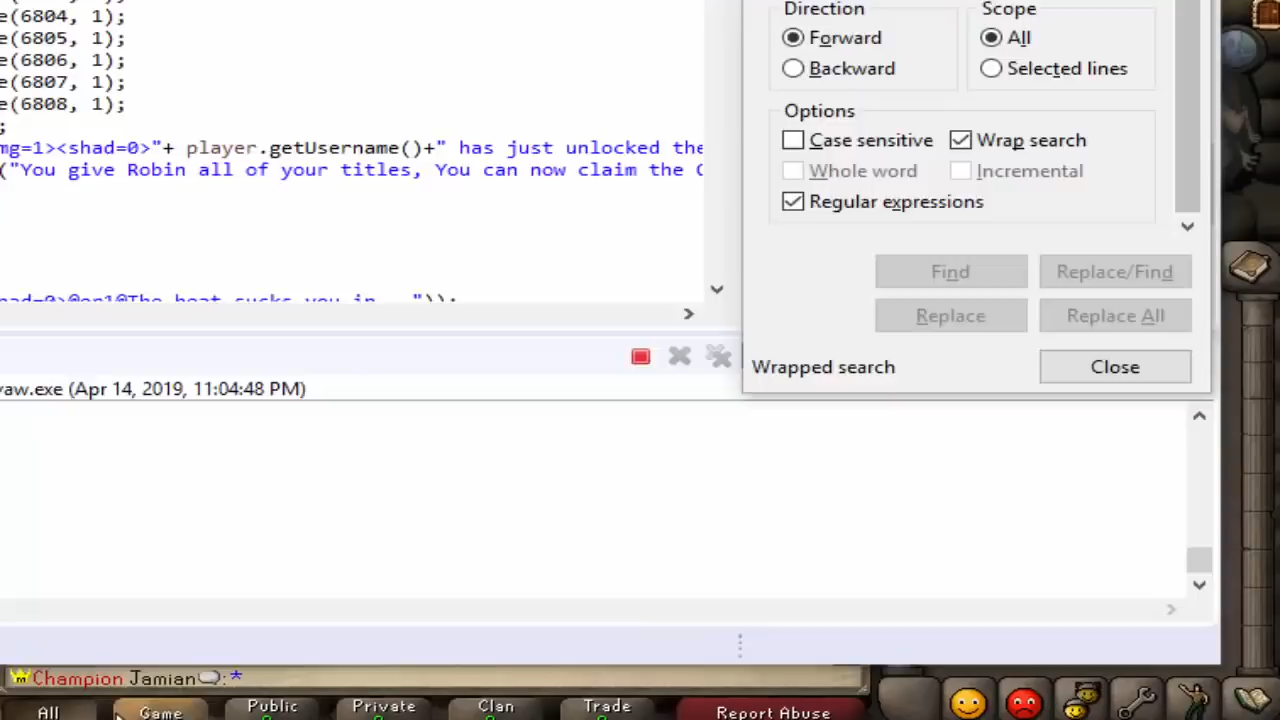 e(6804, 1);
e(6805, 1);
e(6806, 1);
e(6807, 1);
e(6808, 1);
;
mg=1><shad=0>"+ player.getUsername()+" has just unlocked the
("You give Robin all of your titles, You can now claim the
Direction
Forward
Backward
Scope
All
Selected lines
Options
Case sensitive
Wrap search
Whole word
Incremental
Regular expressions
Find
Replace/Find
Replace
Replace All
Wrapped search
Close
vaw.exe (Apr 14, 2019, 11:04:48 PM)
Champion Jamian:*
All
Game
Public
Private
Clan
Trade
Report Abuse